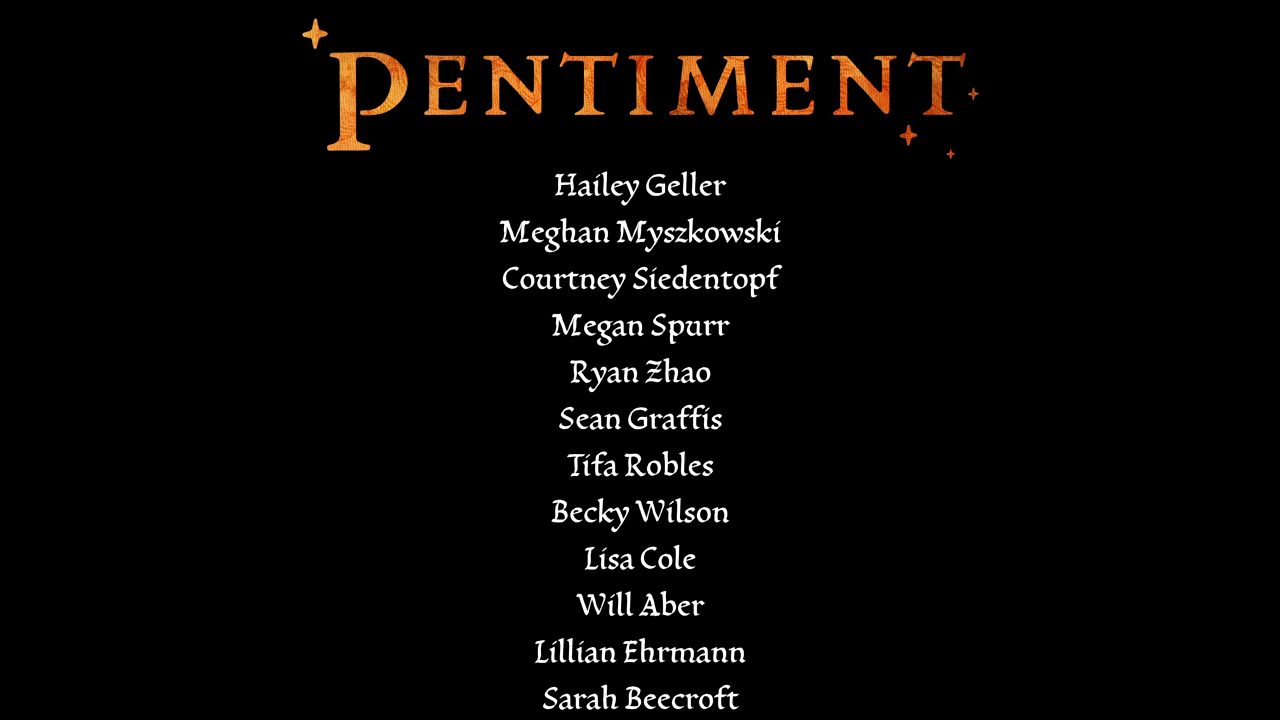 PENTIMENT
Hailey Geller
Meghan Myszkowski
Courtney Siedentopf
Megan Spurr
Ryan Zhao
Sean Graffis
Tifa Robles
Becky Wilson
Lisa Cole
Will Aber
Lillian Ehrmann
Sarah Beecroft